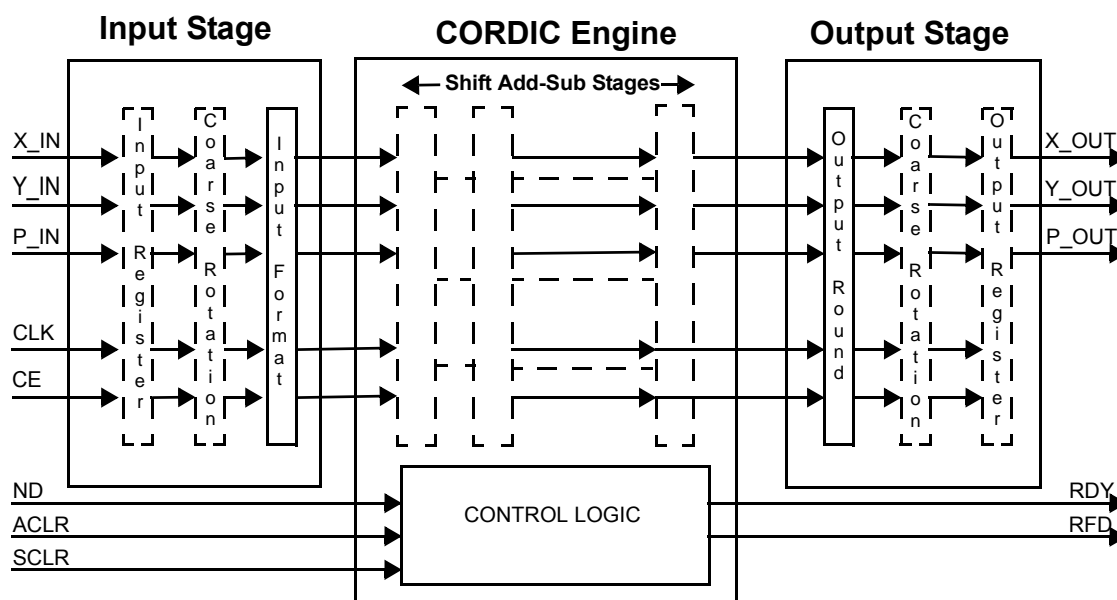 Input Stage
CORDIC Engine
Output Stage
Shift Add-Sub Stages
X_IN
Y_IN
P_IN
CLK
CE
ND
ACLR
SCLR
Input Register
Coarse Rotation
Input Format
CONTROL LOGIC
Output Round
Coarse Rotation
Output Register
X_OUT
Y_OUT
P_OUT
RDY
RFD